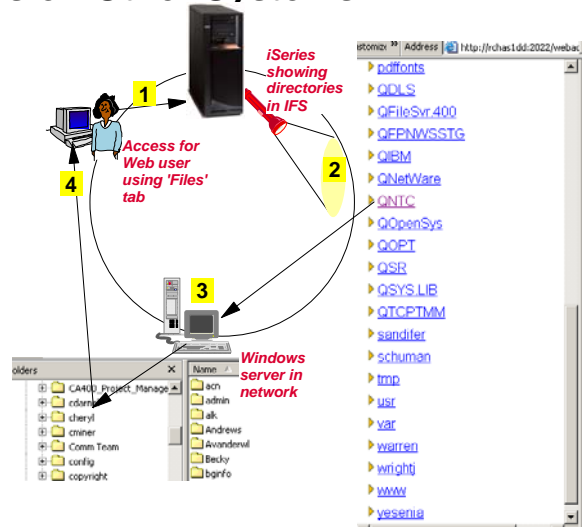 1
iSeries
showing
directories
in IFS
Access for
Web user
using 'Files'
tab
4
2
3
Windows
server in
network
olders X
CA400_Project_Manage
cheryl
cminer
Comm Team
config
copyright
Name
acn
admin
alk
Andrews
Avanderwl
Becky
bginfo
ustomize » Address http://rchas1dd:2022/webac
pdffonts
QDLS
QFileSvr.400
QFPNWSSTG
QIBM
QNetWare
QNTC
QOpenSys
QOPT
QSR
QSYS.LIB
QTCPTMM
sandifer
schuman
tmp
usr
var
warren
wrightj
www
yesenia